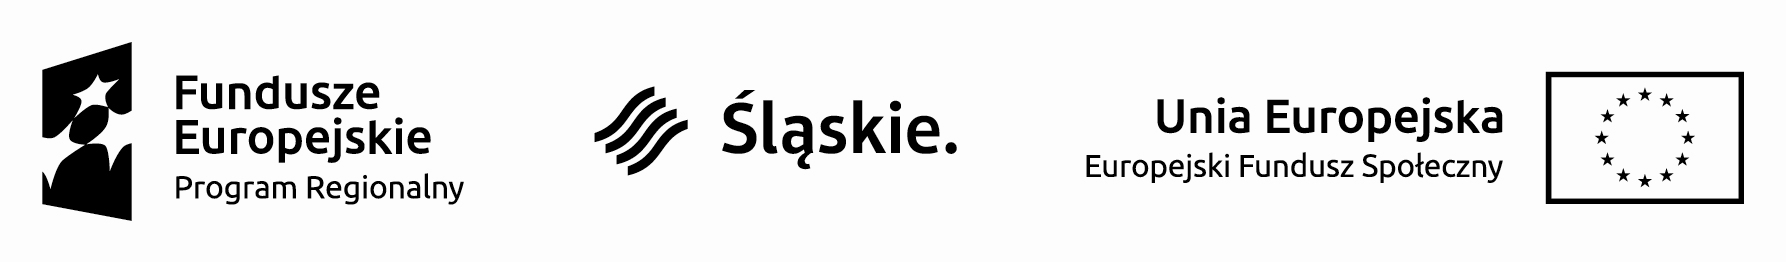 Fundusze
Europejskie
Program Regionalny
Śląskie.
Unia Europejska
Europejski Fundusz Społeczny